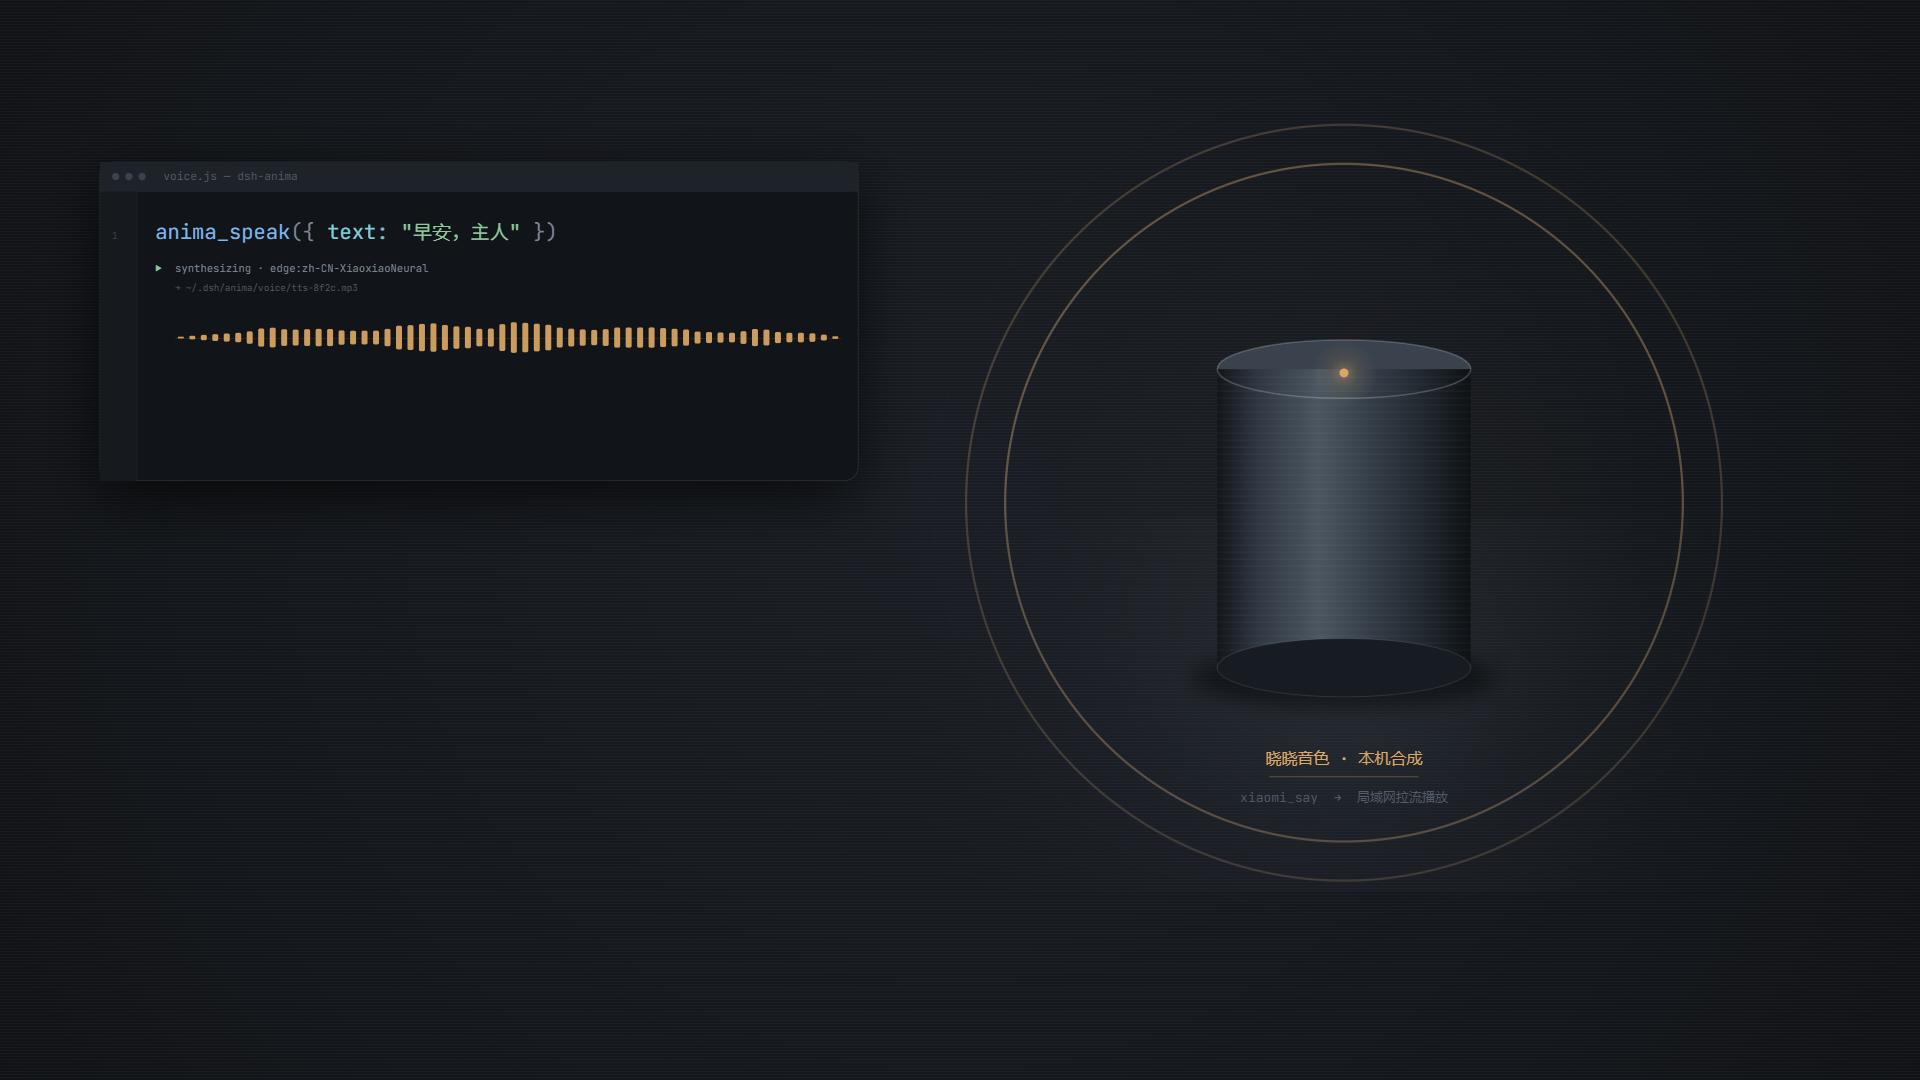 voice.js — dsh-anima
1
anima_speak({ text: "早安，主人" })
▶ synthesizing · edge:zh-CN-XiaoxiaoNeural
→ ~/.dsh/anima/voice/tts-8f2c.mp3
晓晓音色 · 本机合成
xiaomi_say → 局域网拉流播放